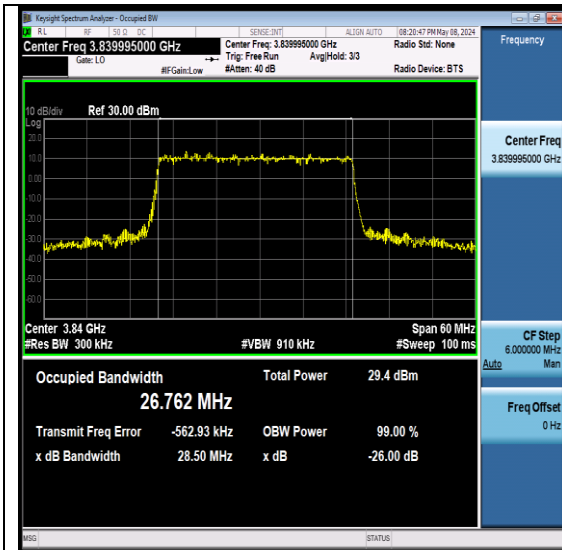 Keysight Spectrum Analyzer - Occupied BW
RL RF 50 Ω DC SENSE:INT ALIGN AUTO 08:20:47 PM May 08, 2024
Center Freq 3.839995000 GHz
Center Freq: 3.839995000 GHz
Radio Std: None
Gate: LO
Trig: Free Run Avg|Hold: 3/3
#IFGain:Low
#Atten: 40 dB
Radio Device: BTS
Frequency
10 dB/div Ref 30.00 dBm
Log
20.0
10.0
0.00
-10.0
-20.0
-30.0
-40.0
-50.0
-60.0
Center 3.84 GHz
Span 60 MHz
#Res BW 300 kHz
#VBW 910 kHz
#Sweep 100 ms
Occupied Bandwidth
26.762 MHz
Total Power 29.4 dBm
Transmit Freq Error -562.93 kHz
OBW Power 99.00 %
x dB Bandwidth 28.50 MHz
x dB -26.00 dB
Center Freq
3.839995000 GHz
CF Step
6.000000 MHz
Auto Man
Freq Offset
0 Hz
MSG
STATUS